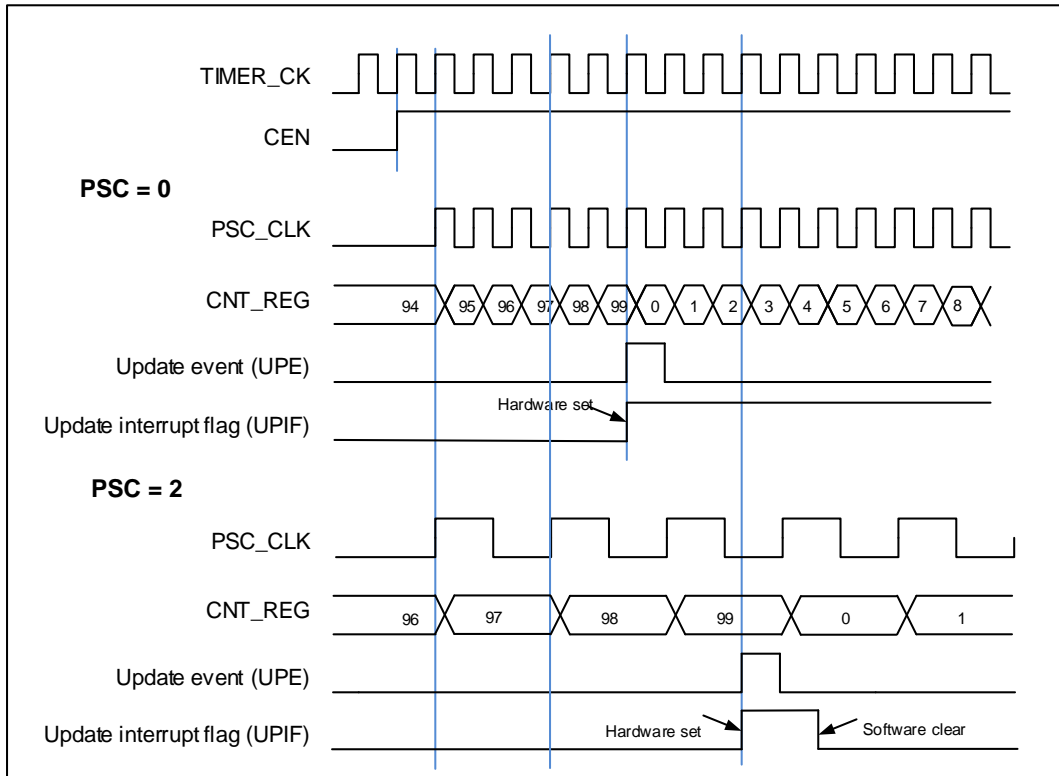 TIMER_CK
CEN
PSC = 0
PSC_CLK
CNT_REG 94 95 96 97 98 99 0 1 2 3 4 5 6 7 8
Update event (UPE)
Hardware set
Update interrupt flag (UPIF)
PSC = 2
PSC_CLK
CNT_REG 96 97 98 99 0 1
Update event (UPE)
Update interrupt flag (UPIF) Hardware set Software clear